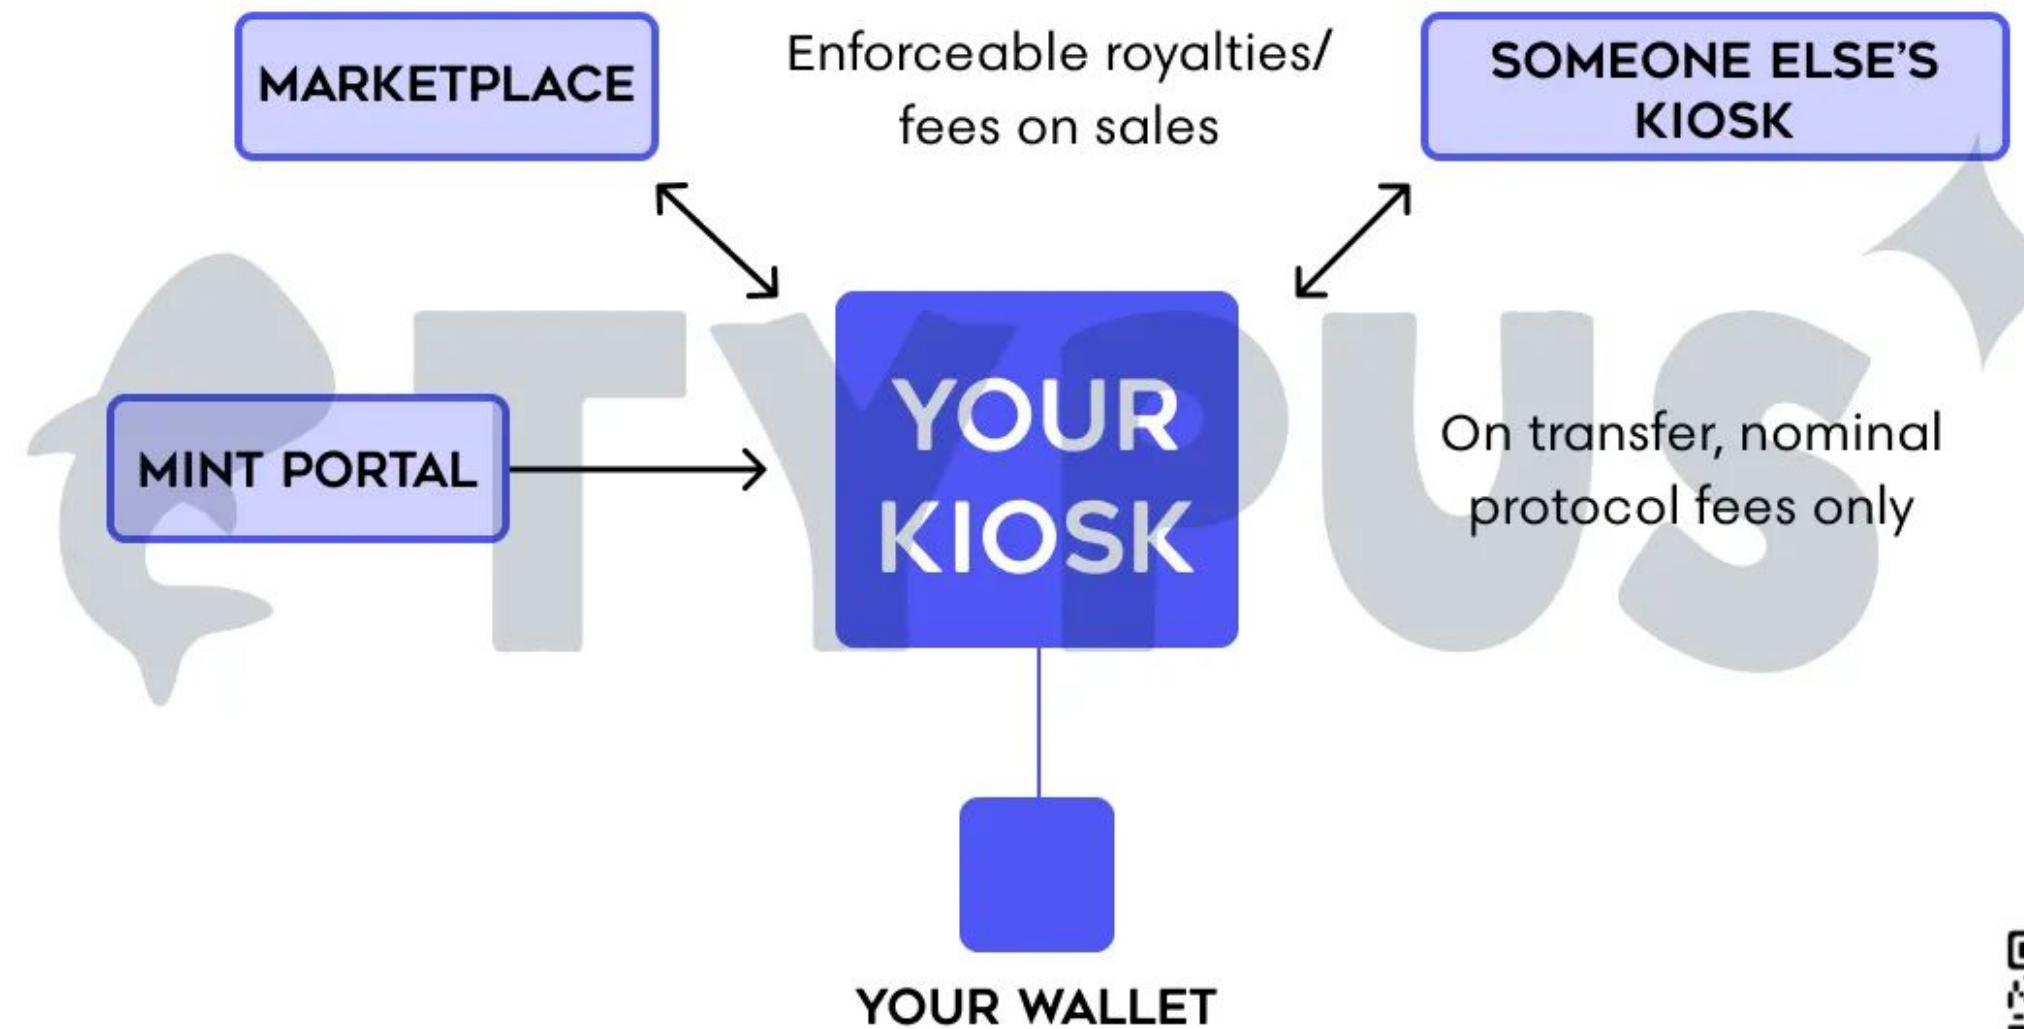 MARKETPLACE
Enforceable royalties/
fees on sales
SOMEONE ELSE'S
KIOSK
TYPUS
MINT PORTAL
YOUR
KIOSK
On transfer, nominal
protocol fees only
YOUR WALLET